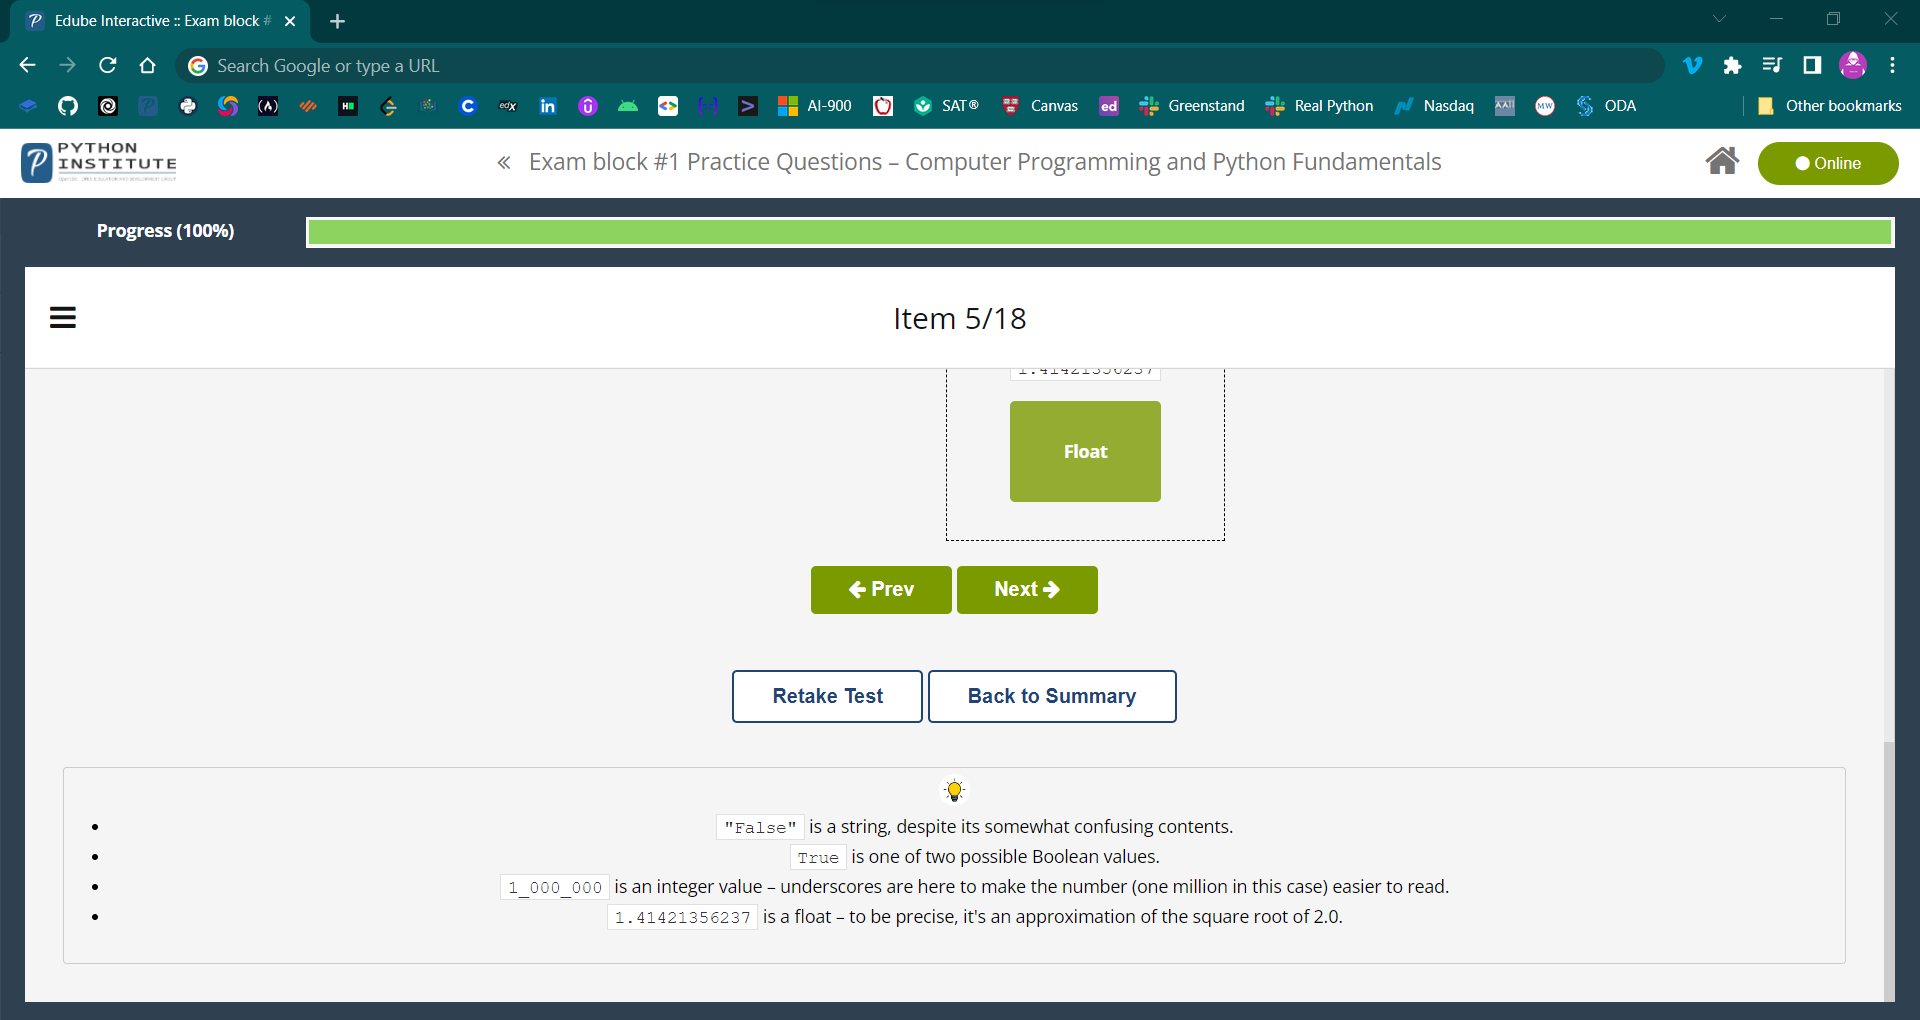 Edube Interactive :: Exam block #
Search Google or type a URL
AI-900 SAT® Canvas ed Greenstand Real Python Nasdaq AATI MW ODA Other bookmarks
PYTHON
INSTITUTE
« Exam block #1 Practice Questions – Computer Programming and Python Fundamentals
Online
Progress (100%)
Item 5/18
1.41421356237
Float
Prev Next
Retake Test Back to Summary
"False" is a string, despite its somewhat confusing contents.
True is one of two possible Boolean values.
1_000_000 is an integer value – underscores are here to make the number (one million in this case) easier to read.
1.41421356237 is a float – to be precise, it's an approximation of the square root of 2.0.